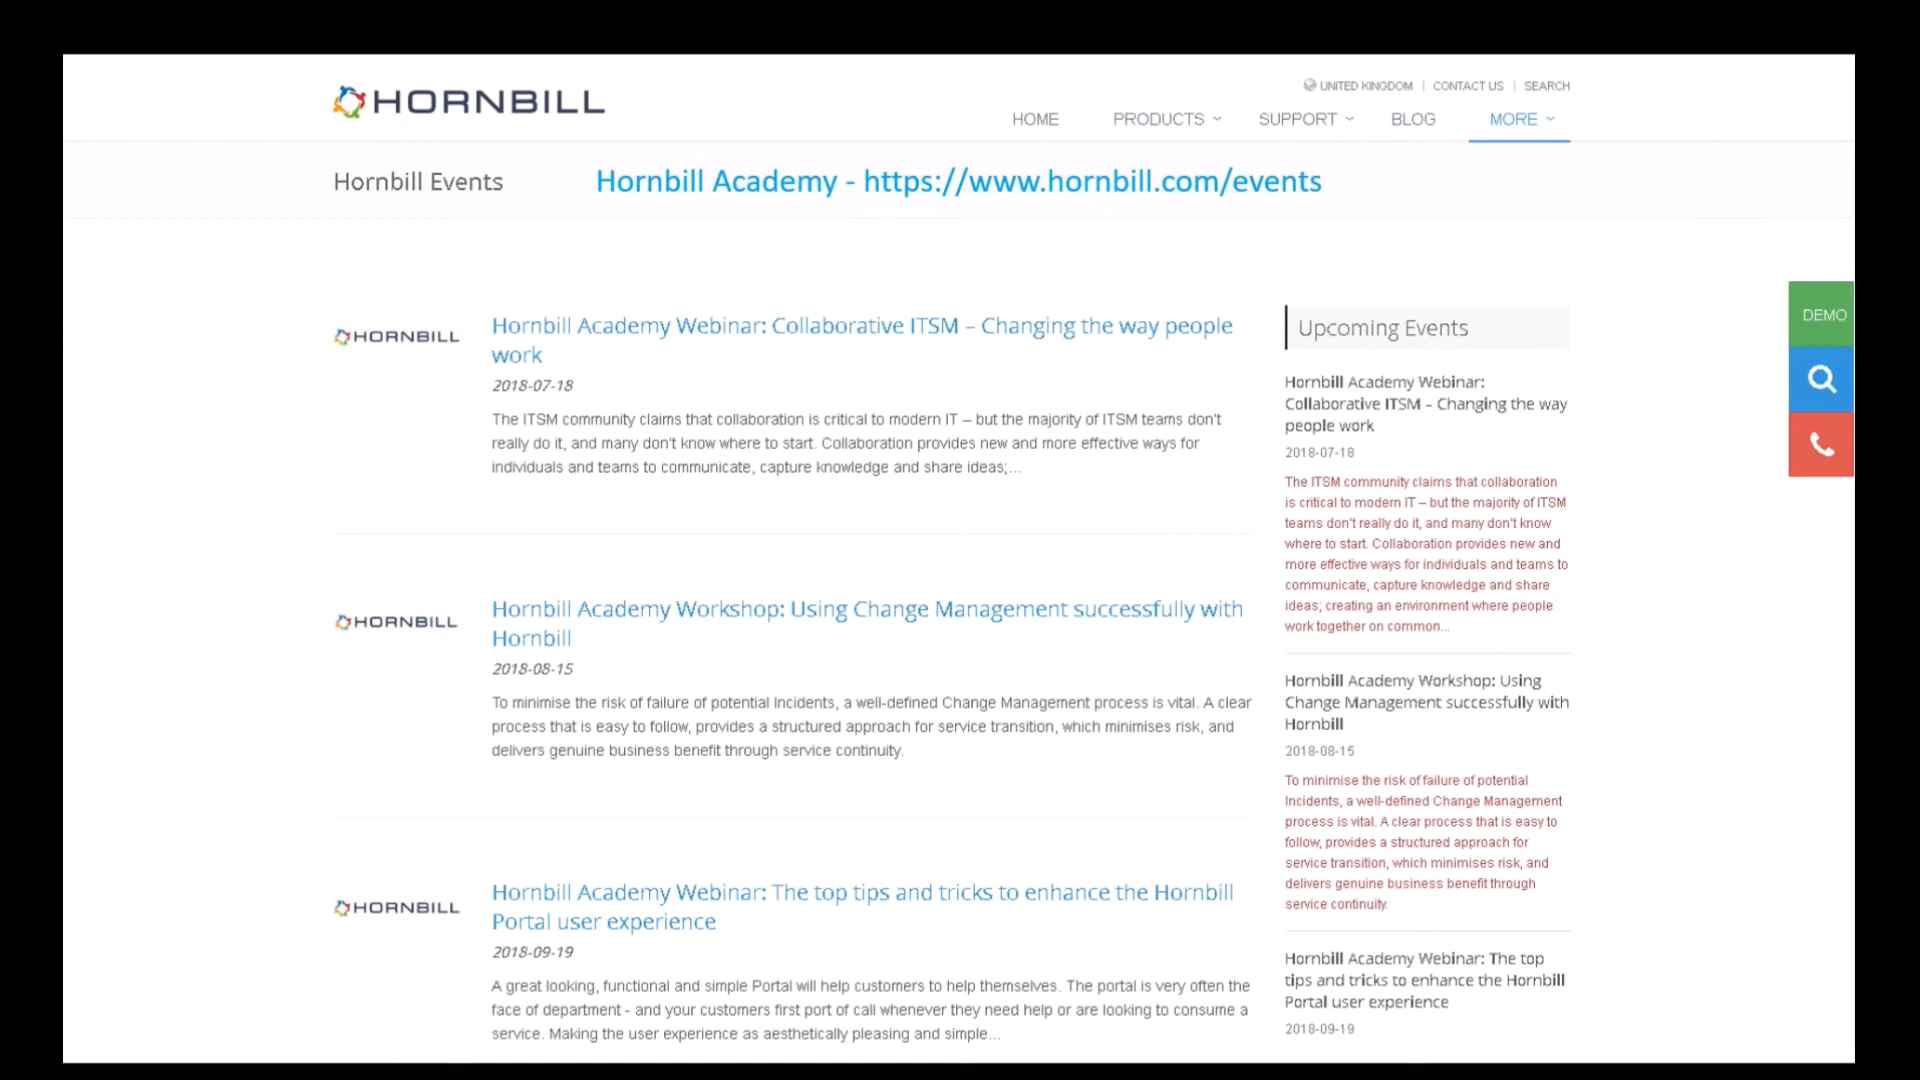 HORNBILL
UNITED KINGDOM | CONTACT US | SEARCH
HOME PRODUCTS SUPPORT BLOG MORE
Hornbill Events
Hornbill Academy - https://www.hornbill.com/events
HORNBILL
Hornbill Academy Webinar: Collaborative ITSM – Changing the way people
work
2018-07-18
The ITSM community claims that collaboration is critical to modern IT – but the majority of ITSM teams don't
really do it, and many don't know where to start. Collaboration provides new and more effective ways for
individuals and teams to communicate, capture knowledge and share ideas;...
HORNBILL
Hornbill Academy Workshop: Using Change Management successfully with
Hornbill
2018-08-15
To minimise the risk of failure of potential Incidents, a well-defined Change Management process is vital. A clear
process that is easy to follow, provides a structured approach for service transition, which minimises risk, and
delivers genuine business benefit through service continuity.
HORNBILL
Hornbill Academy Webinar: The top tips and tricks to enhance the Hornbill
Portal user experience
2018-09-19
A great looking, functional and simple Portal will help customers to help themselves. The portal is very often the
face of department - and your customers first port of call whenever they need help or are looking to consume a
service. Making the user experience as aesthetically pleasing and simple...
Upcoming Events
Hornbill Academy Webinar:
Collaborative ITSM – Changing the way
people work
2018-07-18
The ITSM community claims that collaboration
is critical to modern IT – but the majority of ITSM
teams don't really do it, and many don't know
where to start. Collaboration provides new and
more effective ways for individuals and teams to
communicate, capture knowledge and share
ideas; creating an environment where people
work together on common...
Hornbill Academy Workshop: Using
Change Management successfully with
Hornbill
2018-08-15
To minimise the risk of failure of potential
Incidents, a well-defined Change Management
process is vital. A clear process that is easy to
follow, provides a structured approach for
service transition, which minimises risk, and
delivers genuine business benefit through
service continuity.
Hornbill Academy Webinar: The top
tips and tricks to enhance the Hornbill
Portal user experience
2018-09-19
DEMO